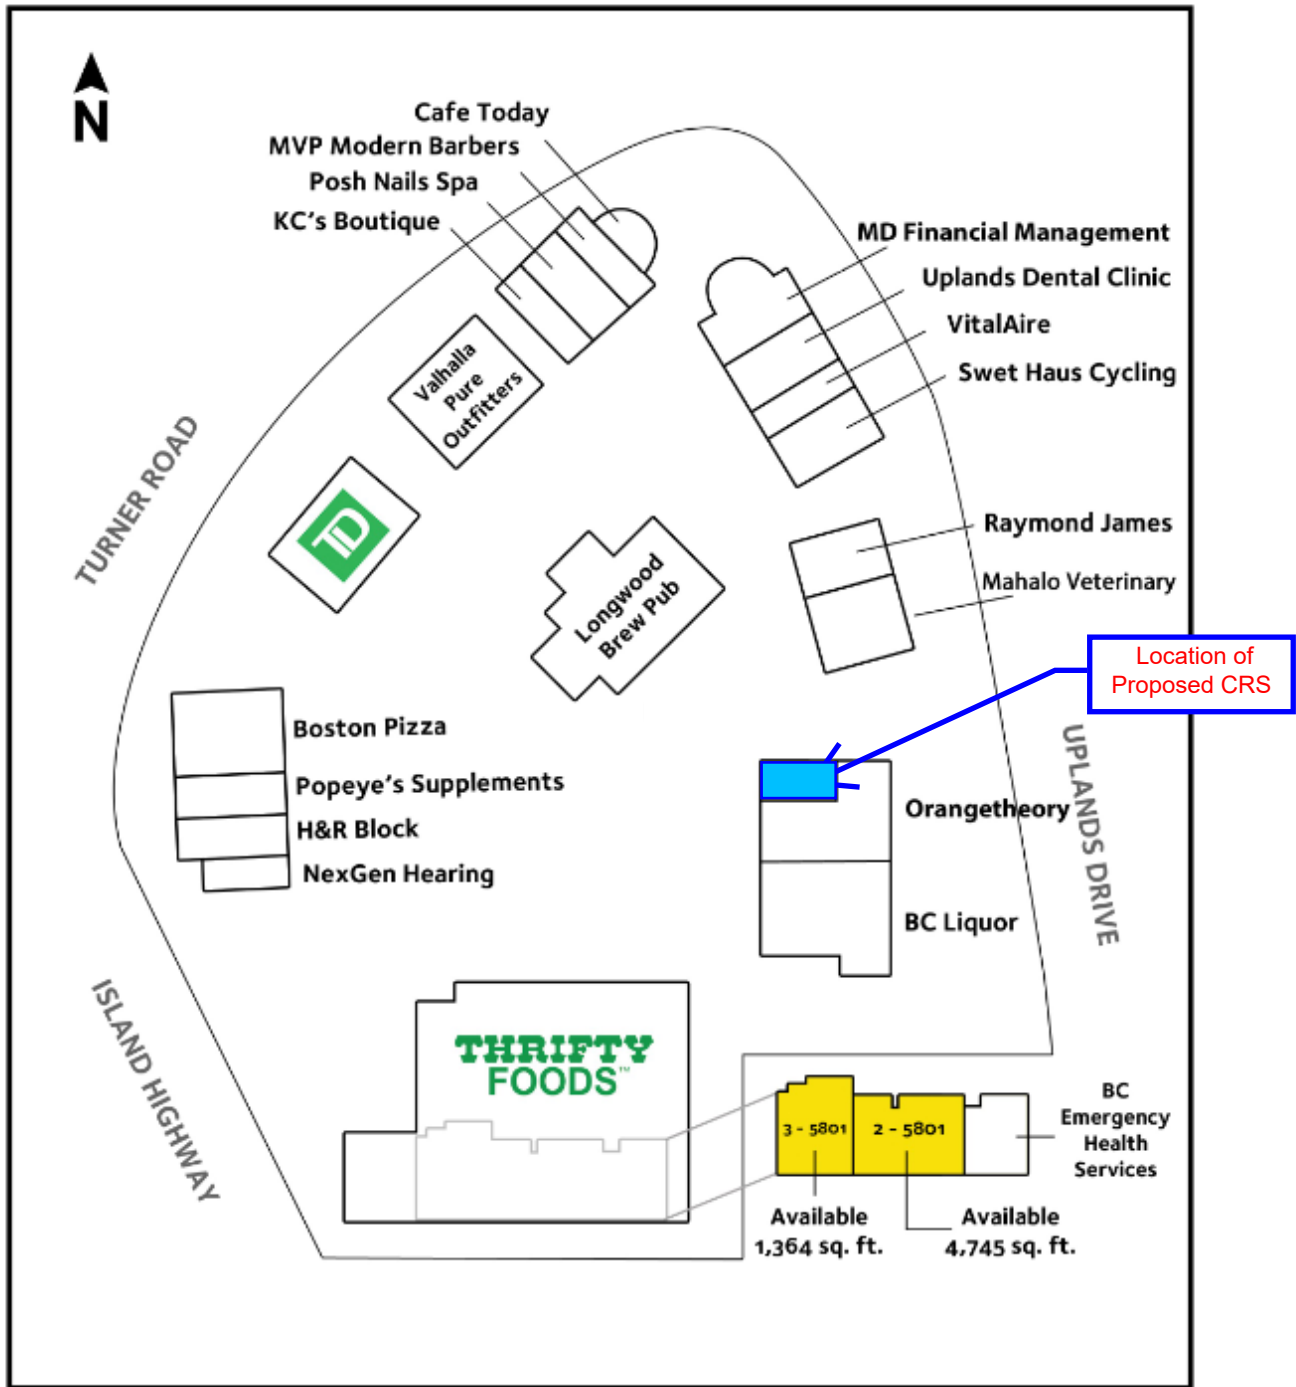 N
Cafe Today
MVP Modern Barbers
Posh Nails Spa
KC's Boutique
MD Financial Management
Uplands Dental Clinic
VitalAire
Swet Haus Cycling
Valhalla
Pure
Outfitters
TURNER ROAD
TD
Raymond James
Mahalo Veterinary
Longwood
Brew Pub
Location of
Proposed CRS
Boston Pizza
Popeye's Supplements
H&R Block
NexGen Hearing
Orangetheory
UPLANDS DRIVE
BC Liquor
ISLAND HIGHWAY
THRIFTY
FOODS™
3 - 5801
2 - 5801
BC
Emergency
Health
Services
Available
1,364 sq. ft.
Available
4,745 sq. ft.